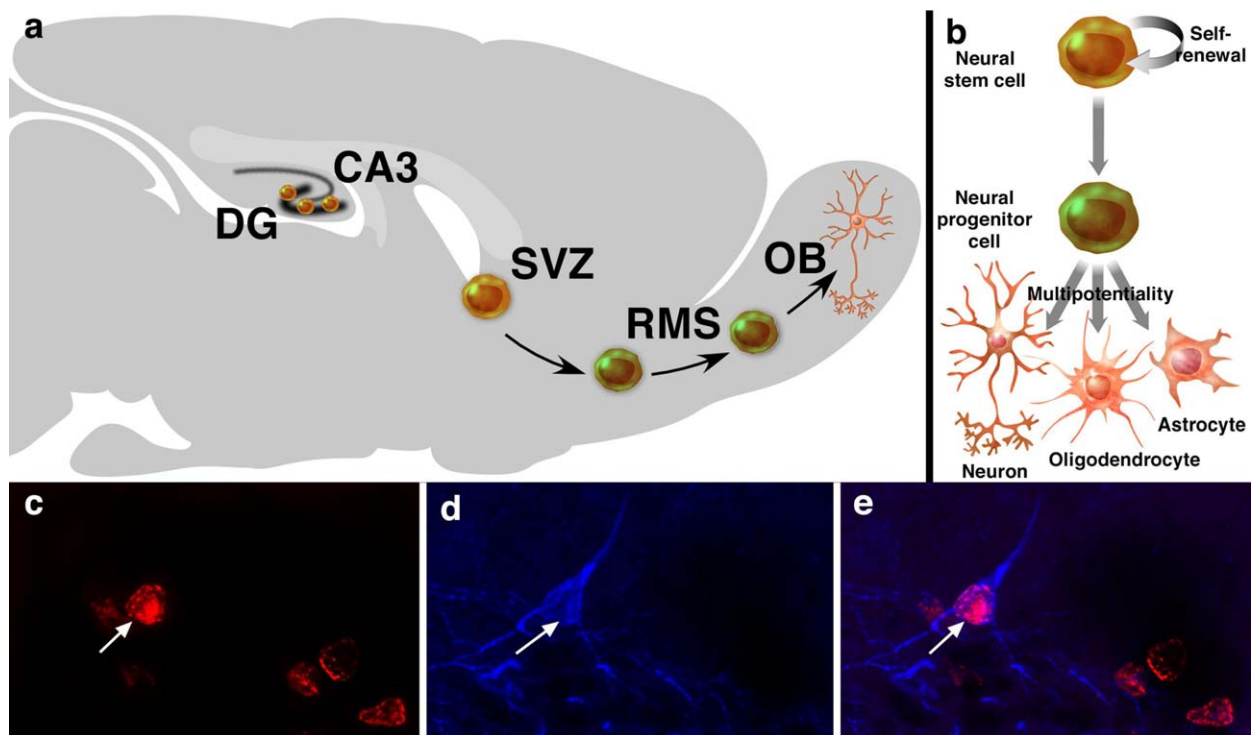 a
CA3
DG
SVZ
RMS
OB
b
Self-
renewal
Neural
stem cell
Neural
progenitor
cell
Multipotentiality
Astrocyte
Oligodendrocyte
Neuron
c
d
e